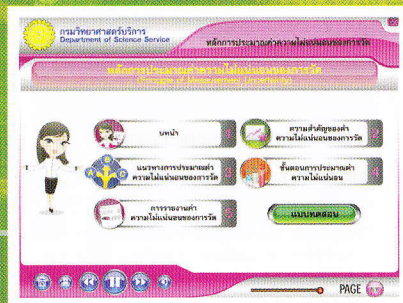 กรมวิทยาศาสตร์บริการ
Department of Science Service
หลักการประมาณค่าความไม่แน่นอนของการวัด
หลักการประมาณค่าความไม่แน่นอนของการวัด
บทนำ
1
ความสำคัญของค่า
ความไม่แน่นอนของการวัด
2
A B C
แนวทางการประมาณค่า
ความไม่แน่นอนของการวัด
3
ขั้นตอนการประมาณค่า
ความไม่แน่นอน
4
การรายงานค่า
ความไม่แน่นอนของการวัด
5
แบบทดสอบ
PAGE